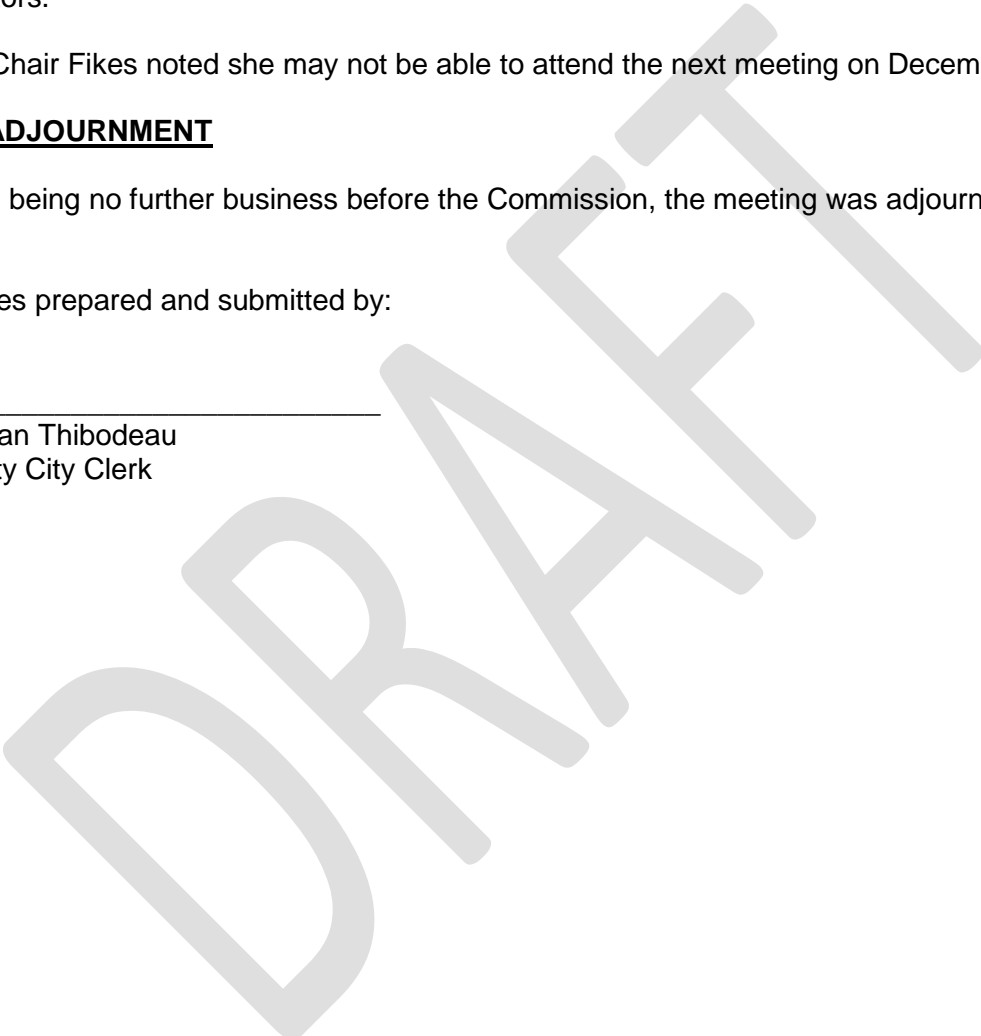 ors.
Chair Fikes noted she may not be able to attend the next meeting on Decem
ADJOURNMENT
being no further business before the Commission, the meeting was adjourn
es prepared and submitted by:
an Thibodeau
ty City Clerk
DRAFT